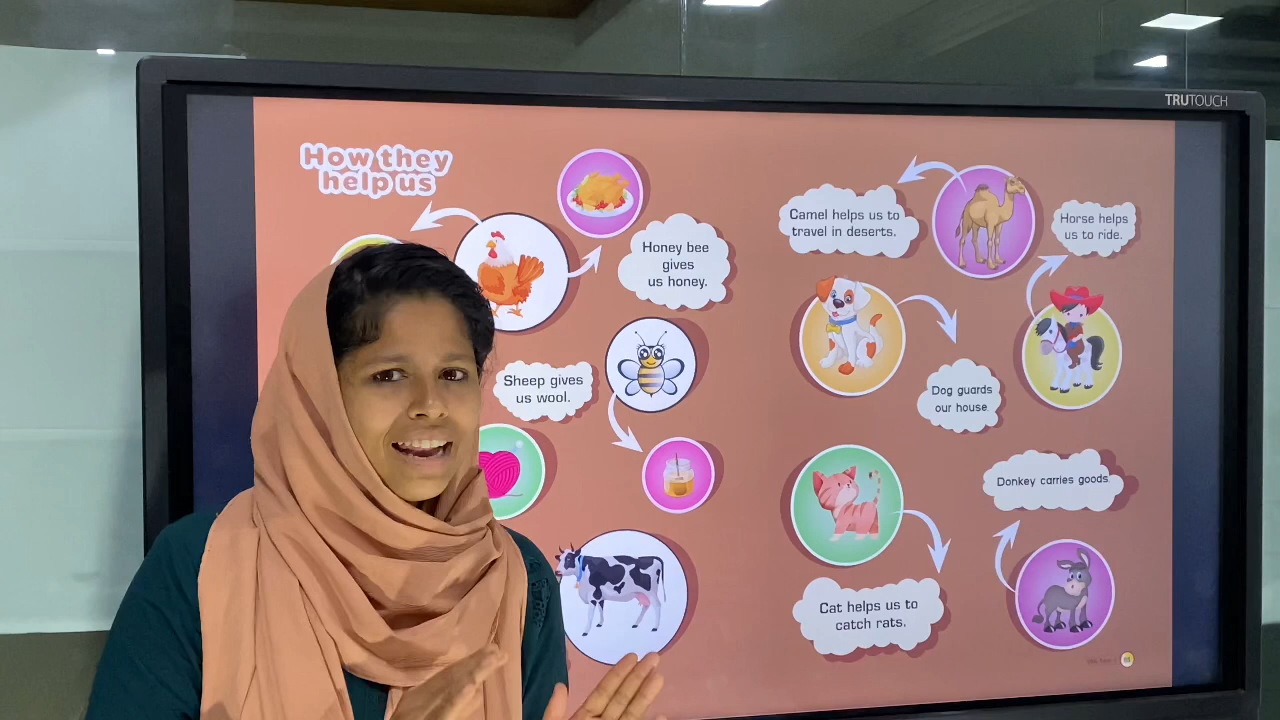 TRUTOUCH
How they
help us
Honey bee
gives
us honey.
Sheep gives
us wool.
Camel helps us to
travel in deserts.
Horse helps
us to ride.
Dog guards
our house.
Donkey carries goods.
Cat helps us to
catch rats.